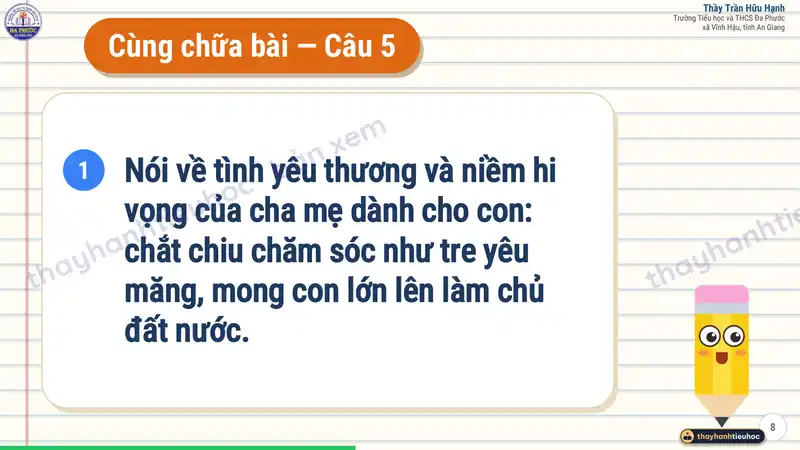 Thầy Trần Hữu Hạnh
Trường Tiểu học và THCS Đa Phước
xã Vĩnh Hậu, tỉnh An Giang
ĐA PHƯỚC
Cùng chữa bài – Câu 5
1
Nói về tình yêu thương và niềm hi
vọng của cha mẹ dành cho con:
chắt chiu chăm sóc như tre yêu
măng, mong con lớn lên làm chủ
đất nước.
8
thayhanhtieuhoc